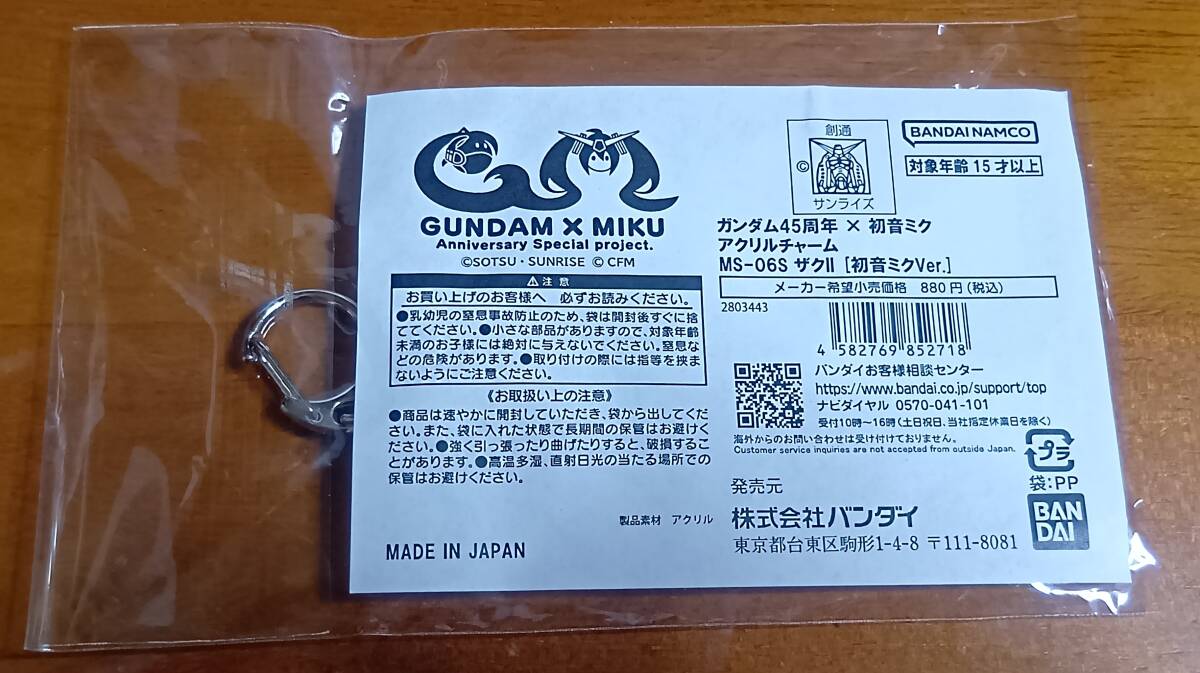 GUNDAM X MIKU
Anniversary Special project.
©SOTSU・SUNRISE © CFM
⚠注意
お買い上げのお客様へ 必ずお読みください。
●乳幼児の窒息事故防止のため、袋は開封後すぐに捨
ててください。●小さな部品がありますので、対象年齢
未満のお子様には絶対に与えないでください。窒息な
どの危険があります。●取り付けの際には指等を挟ま
ないようにご注意ください。
《お取扱い上の注意》
●商品は速やかに開封していただき、袋から出してくだ
さい。また、袋に入れた状態で長期間の保管はお避けく
ださい。●強く引っ張ったり曲げたりすると、破損するこ
とがあります。●高温多湿、直射日光の当たる場所での
保管はお避けください。
製品素材 アクリル
MADE IN JAPAN
創通
©
サンライズ
BANDAI NAMCO
対象年齢 15才以上
ガンダム45周年 × 初音ミク
アクリルチャーム
MS-06S ザクII [初音ミクVer.]
メーカー希望小売価格 880円(税込)
2803443
4 582769 852718
バンダイお客様相談センター
https://www.bandai.co.jp/support/top
ナビダイヤル 0570-041-101
受付10時〜16時(土日祝日、当社指定休業日を除く)
海外からのお問い合わせは受け付けておりません。
Customer service inquiries are not accepted from outside Japan.
プラ
袋:PP
発売元
株式会社バンダイ
東京都台東区駒形1-4-8 〒111-8081
BAN
DAI